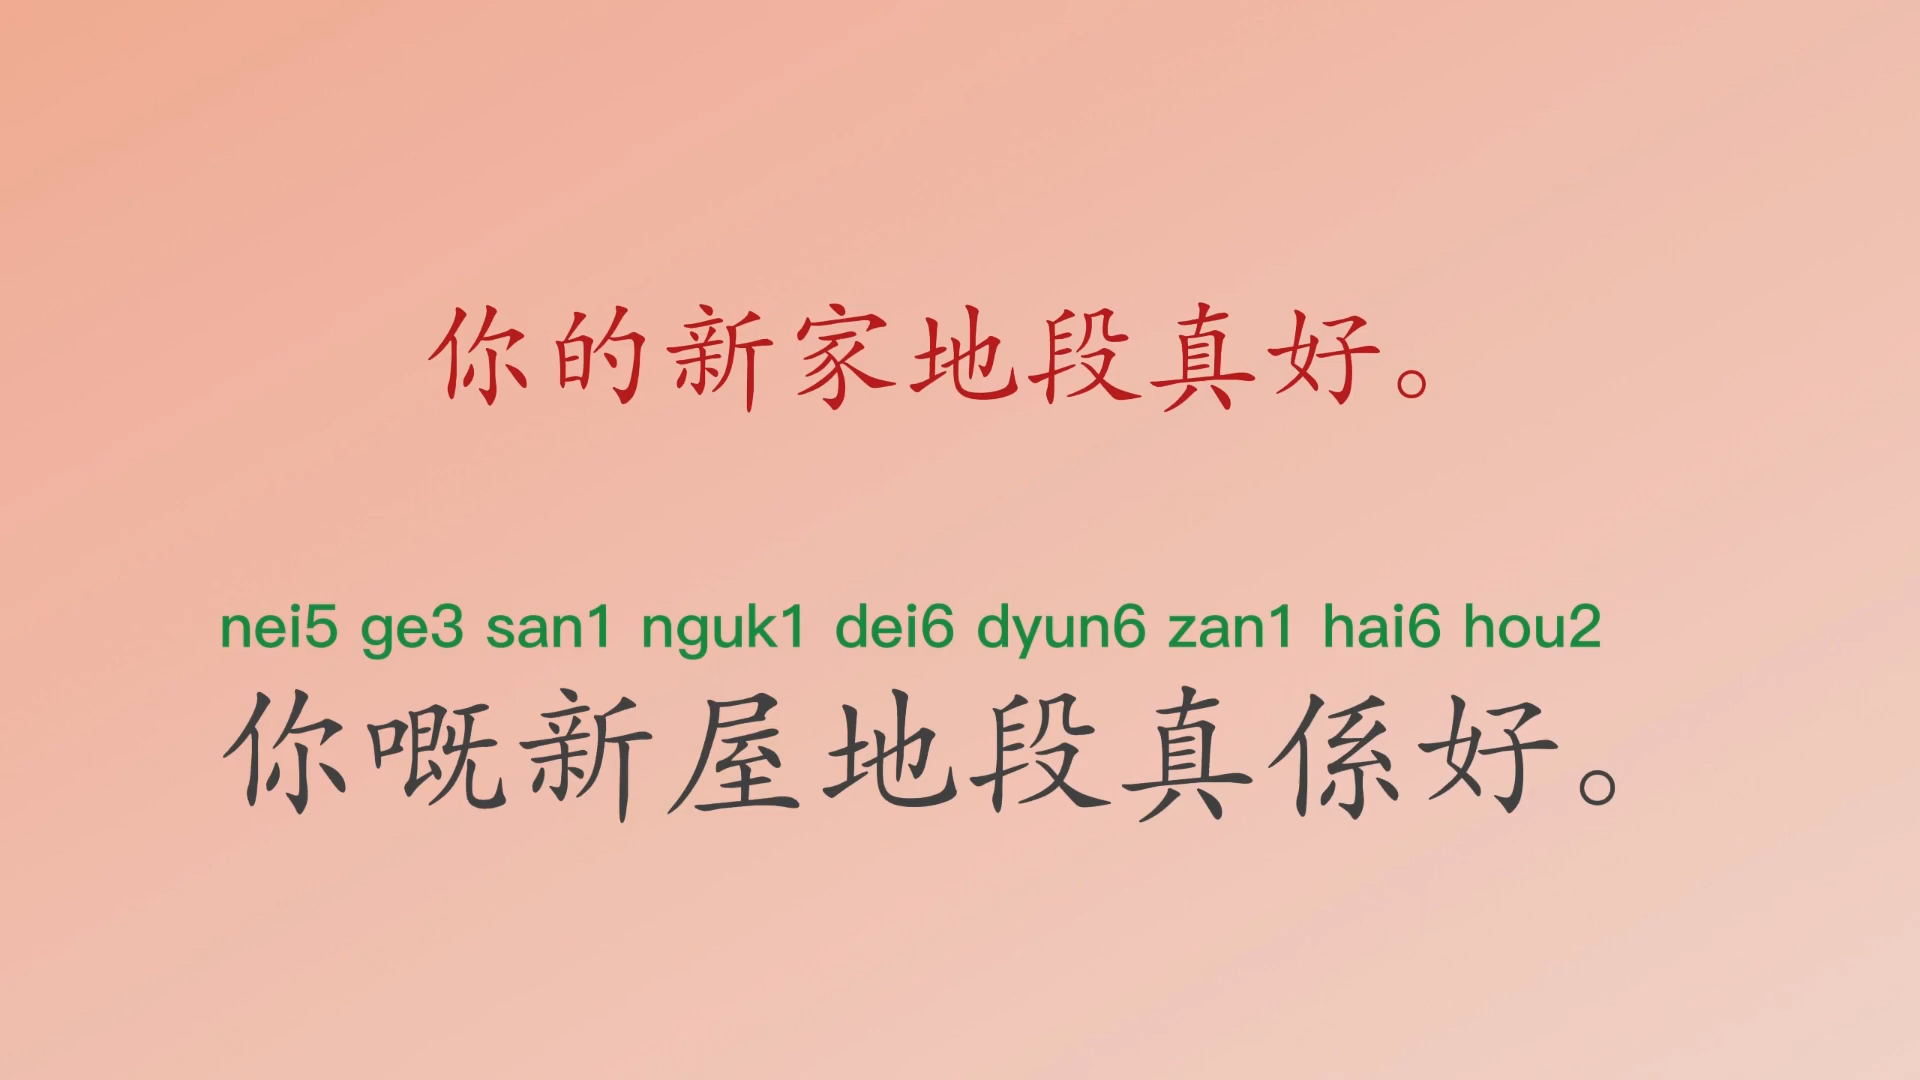 你的新家地段真好。
nei5 ge3 san1 nguk1 dei6 dyun6 zan1 hai6 hou2
你嘅新屋地段真係好。